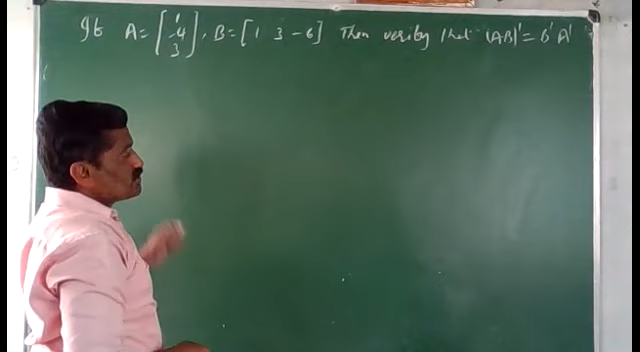 If A = [1 -4 3], B = [1 3 -6] Then verify that (AB)' = B'A'